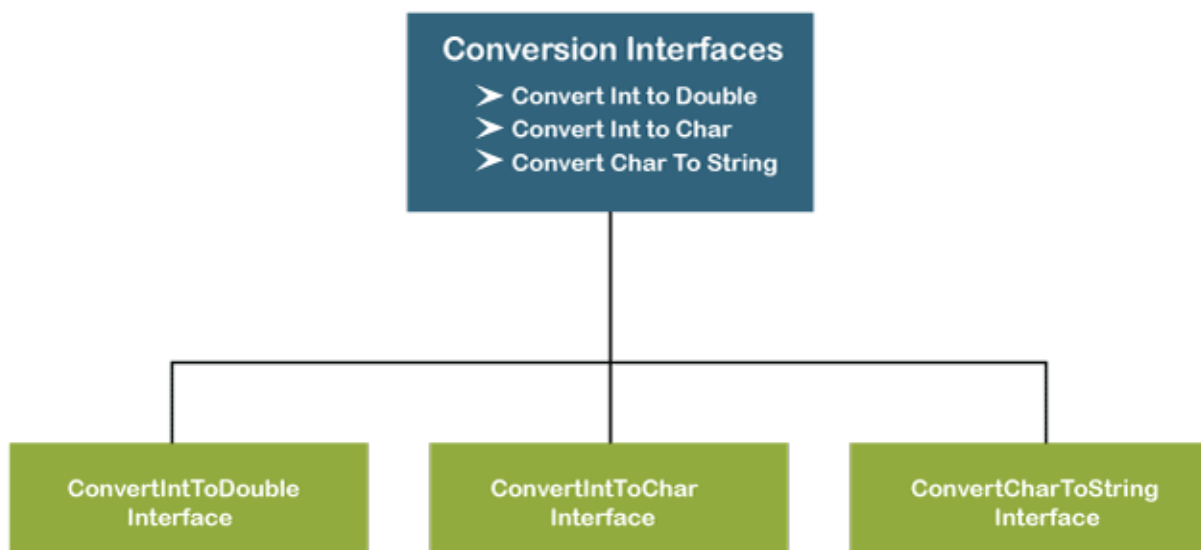 Conversion Interfaces
➤ Convert Int to Double
➤ Convert Int to Char
➤ Convert Char To String
ConvertIntToDouble
Interface
ConvertIntToChar
Interface
ConvertCharToString
Interface